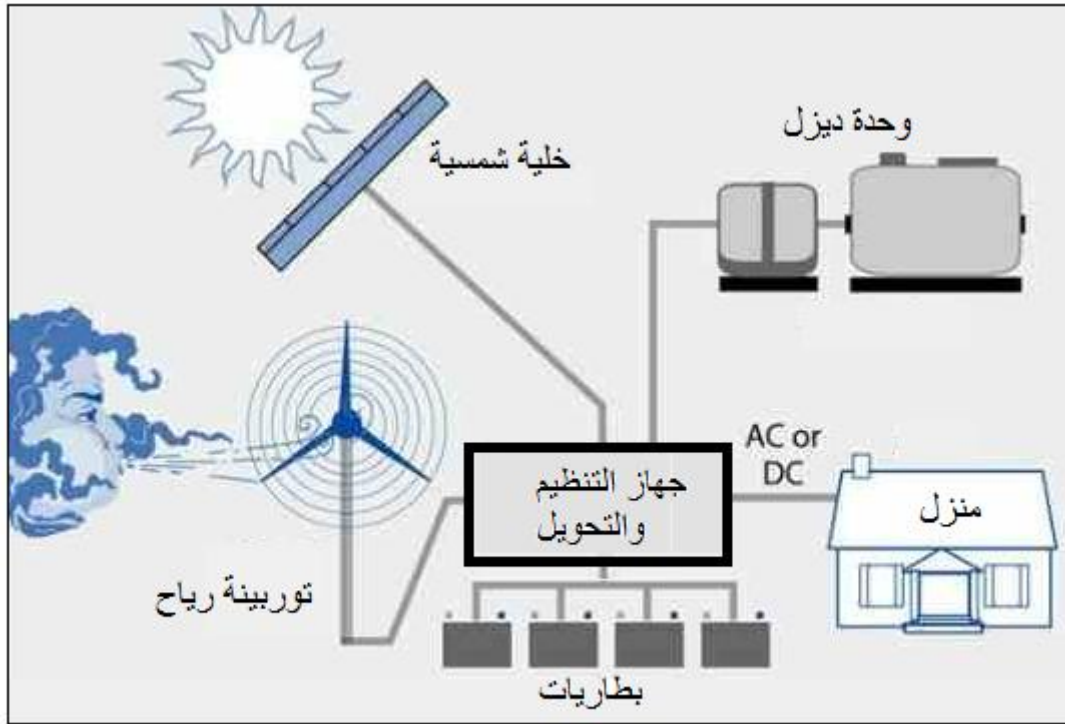 وحدة ديزل
خلية شمسية
AC or
DC
جهاز التنظيم
والتحويل
منزل
توربينة رياح
بطاريات